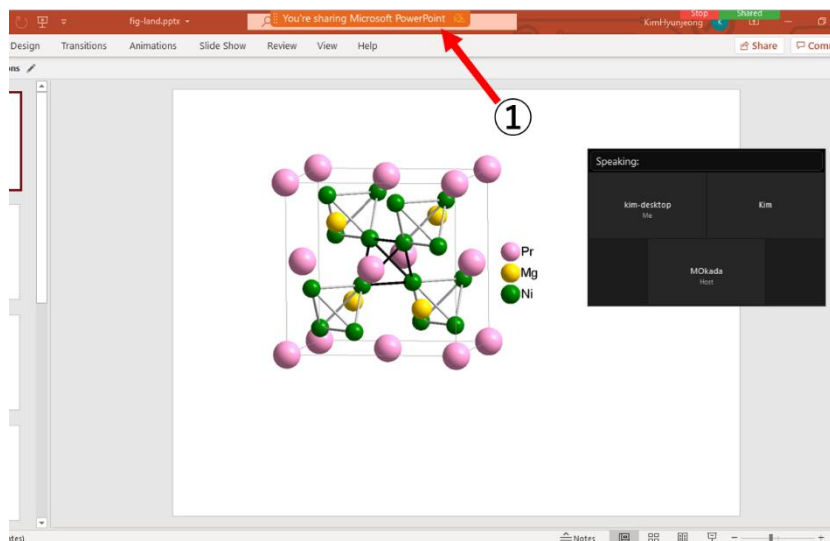 fig-land.pptx
You're sharing Microsoft PowerPoint
KimHyunjeong
Stop
Shared
Design Transitions Animations Slide Show Review View Help
Share
ons
①
Speaking:
kim-desktop
Me
Kim
MOkada
Host
Pr
Mg
Ni
Notes